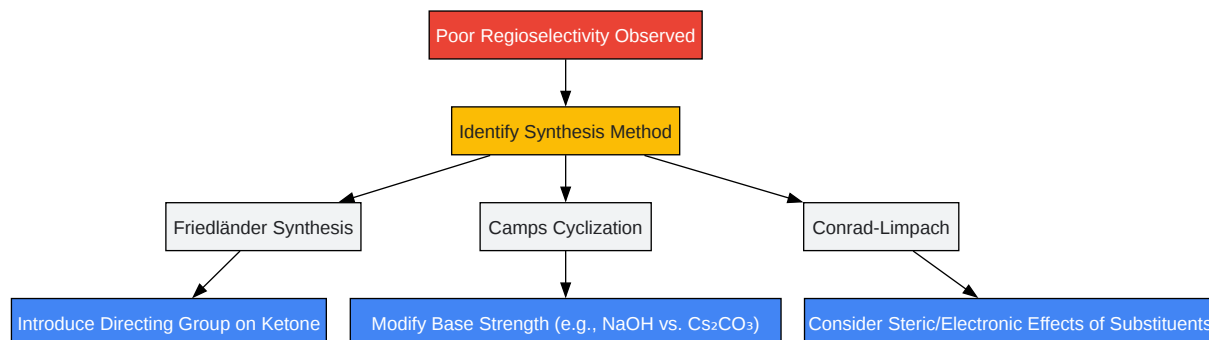 Poor Regioselectivity Observed
Identify Synthesis Method
Friedländer Synthesis
Camps Cyclization
Conrad-Limpach
Introduce Directing Group on Ketone
Modify Base Strength (e.g., NaOH vs. Cs₂CO₃)
Consider Steric/Electronic Effects of Substituents